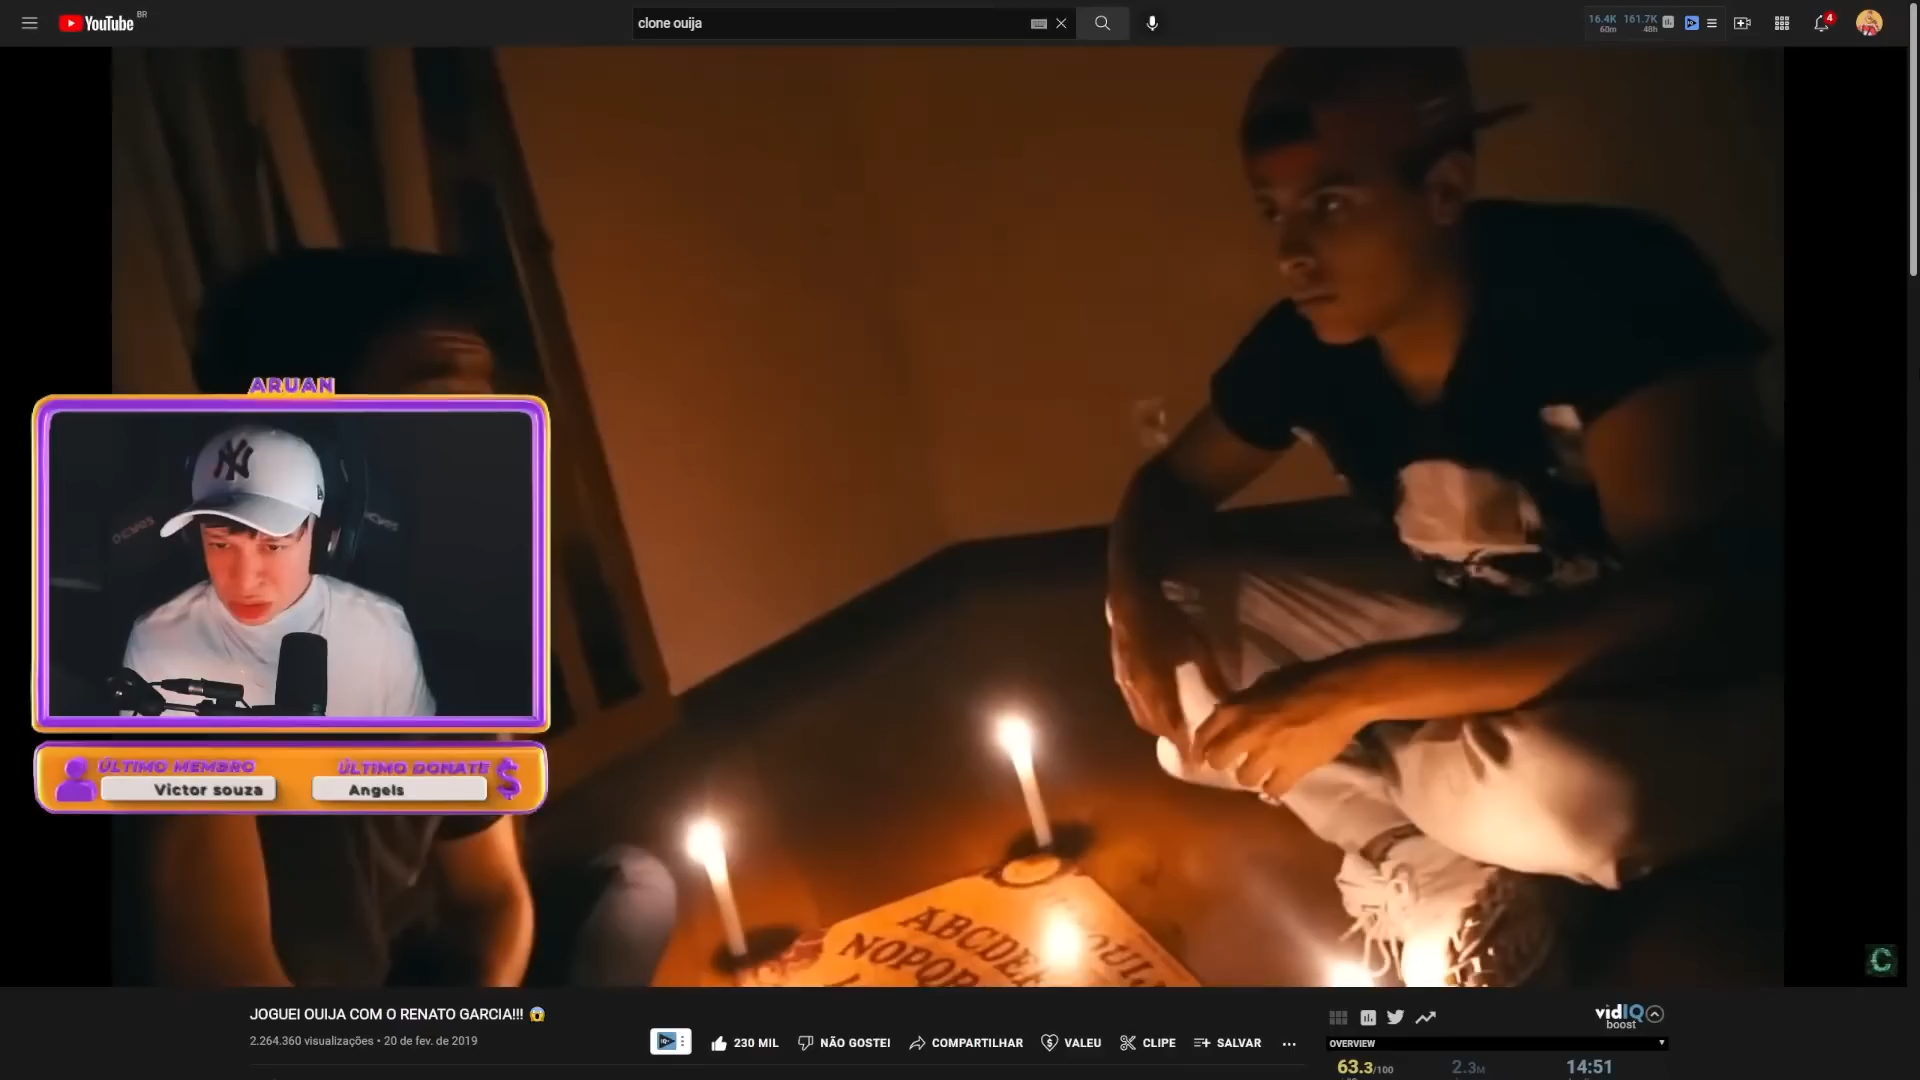 YouTube BR
clone ouija
16.4K 161.7K
60m 48h
4
ARUAN
NY
ÚLTIMO MEMBRO ÚLTIMO DONATE
Victor souza Angels
$
ABCDEF
NOPQR
C
JOGUEI OUIJA COM O RENATO GARCIA!!!
2.264.360 visualizações • 20 de fev. de 2019
230 MIL NÃO GOSTEI COMPARTILHAR VALEU CLIPE SALVAR
vidIQ
boost
OVERVIEW
63.3/100 2.3M 14:51